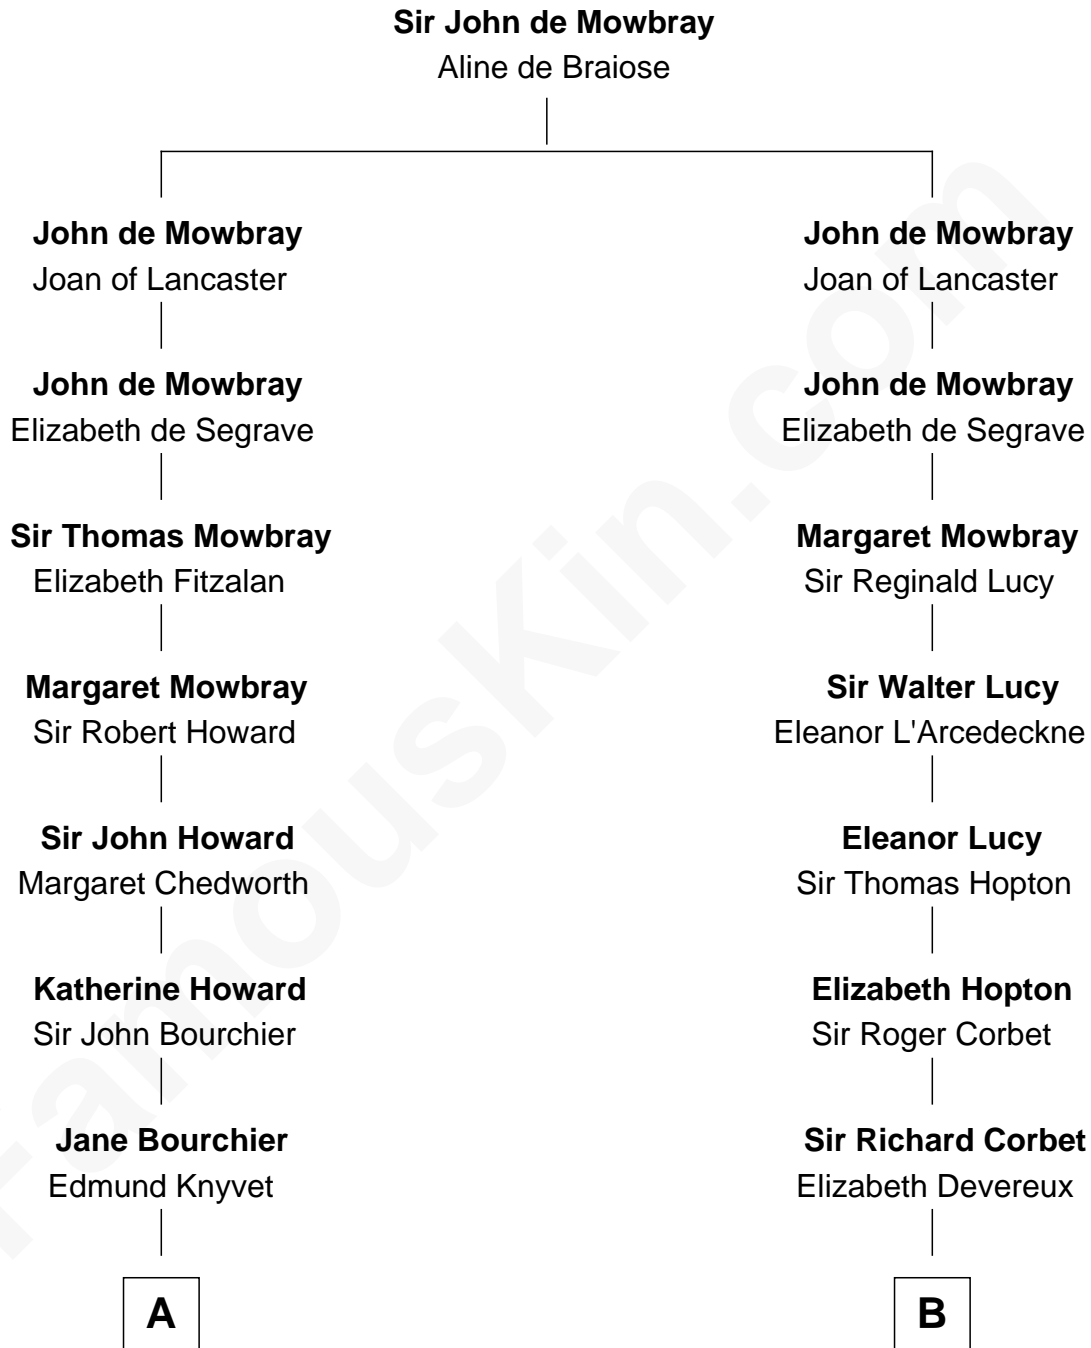 Sir John de Mowbray
Aline de Braiose
John de Mowbray
Joan of Lancaster
John de Mowbray
Elizabeth de Segrave
Sir Thomas Mowbray
Elizabeth Fitzalan
Margaret Mowbray
Sir Robert Howard
Sir John Howard
Margaret Chedworth
Katherine Howard
Sir John Bourchier
Jane Bourchier
Edmund Knyvet
A
John de Mowbray
Joan of Lancaster
John de Mowbray
Elizabeth de Segrave
Margaret Mowbray
Sir Reginald Lucy
Sir Walter Lucy
Eleanor L'Arcedeckne
Eleanor Lucy
Sir Thomas Hopton
Elizabeth Hopton
Sir Roger Corbet
Sir Richard Corbet
Elizabeth Devereux
B
FamousKin.com